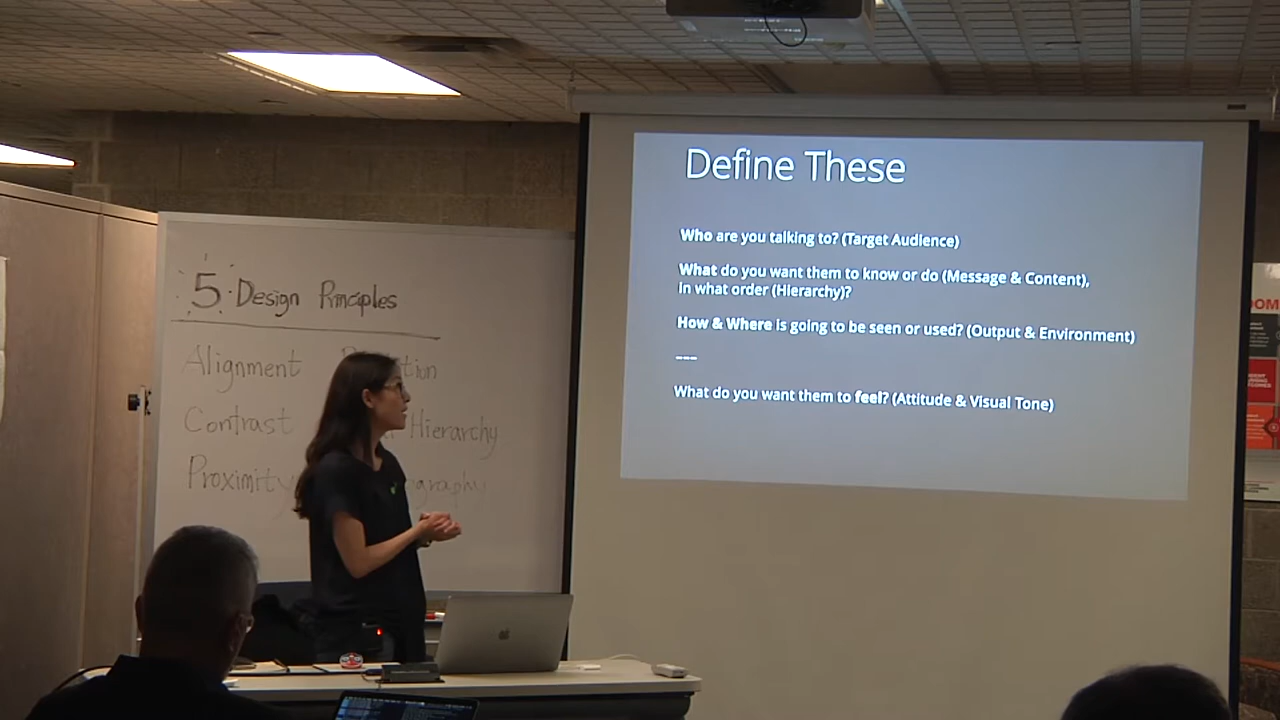 5 Design Principles
Alignment
Contrast Hierarchy
Proximity
Define These
Who are you talking to? (Target Audience)
What do you want them to know or do (Message & Content),
in what order (Hierarchy)?
How & Where is going to be seen or used? (Output & Environment)
---
What do you want them to feel? (Attitude & Visual Tone)